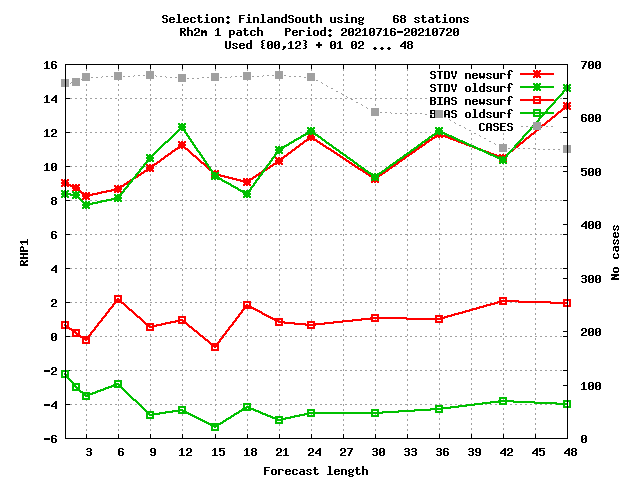 Selection: FinlandSouth using    68 stations
Rh2m 1 patch   Period: 20210716-20210720
Used {00,12} + 01 02 ... 48
STDV newsurf
STDV oldsurf
BIAS newsurf
BIAS oldsurf
CASES
16
14
12
10
8
6
4
2
0
-2
-4
-6
RHP1
700
600
500
400
300
200
100
0
No cases
3 6 9 12 15 18 21 24 27 30 33 36 39 42 45 48
Forecast length